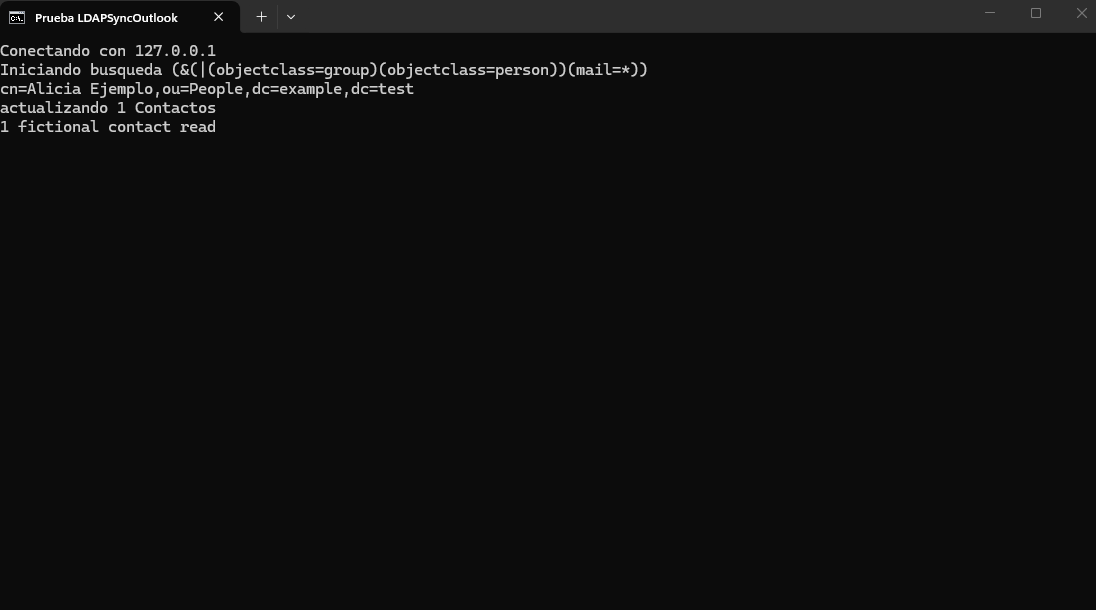 Prueba LDAPSyncOutlook
Conectando con 127.0.0.1
Iniciando busqueda (&(|(objectclass=group)(objectclass=person))(mail=*))
cn=Alicia Ejemplo,ou=People,dc=example,dc=test
actualizando 1 Contactos
1 fictional contact read